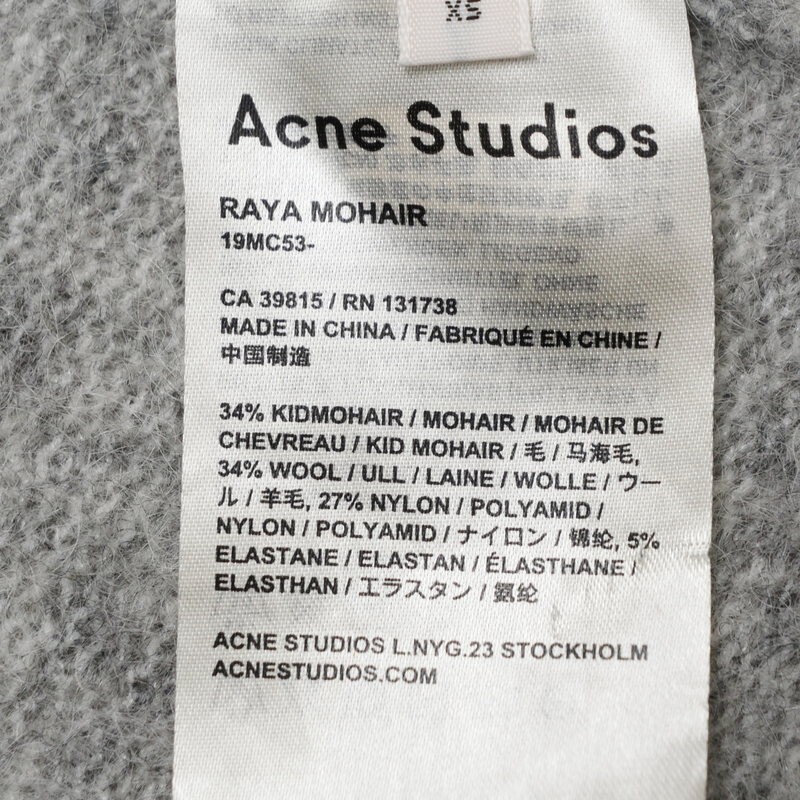 XS
Acne Studios
RAYA MOHAIR
19MC53-
CA 39815 / RN 131738
MADE IN CHINA / FABRIQUÉ EN CHINE /
中国制造
34% KIDMOHAIR / MOHAIR / MOHAIR DE
CHEVREAU / KID MOHAIR / 毛 / 马海毛,
34% WOOL / ULL / LAINE / WOLLE / ウー
ル / 羊毛, 27% NYLON / POLYAMID /
NYLON / POLYAMID / ナイロン / 锦纶, 5%
ELASTANE / ELASTAN / ÉLASTHANE /
ELASTHAN / エラスタン / 氨纶
ACNE STUDIOS L.NYG.23 STOCKHOLM
ACNESTUDIOS.COM